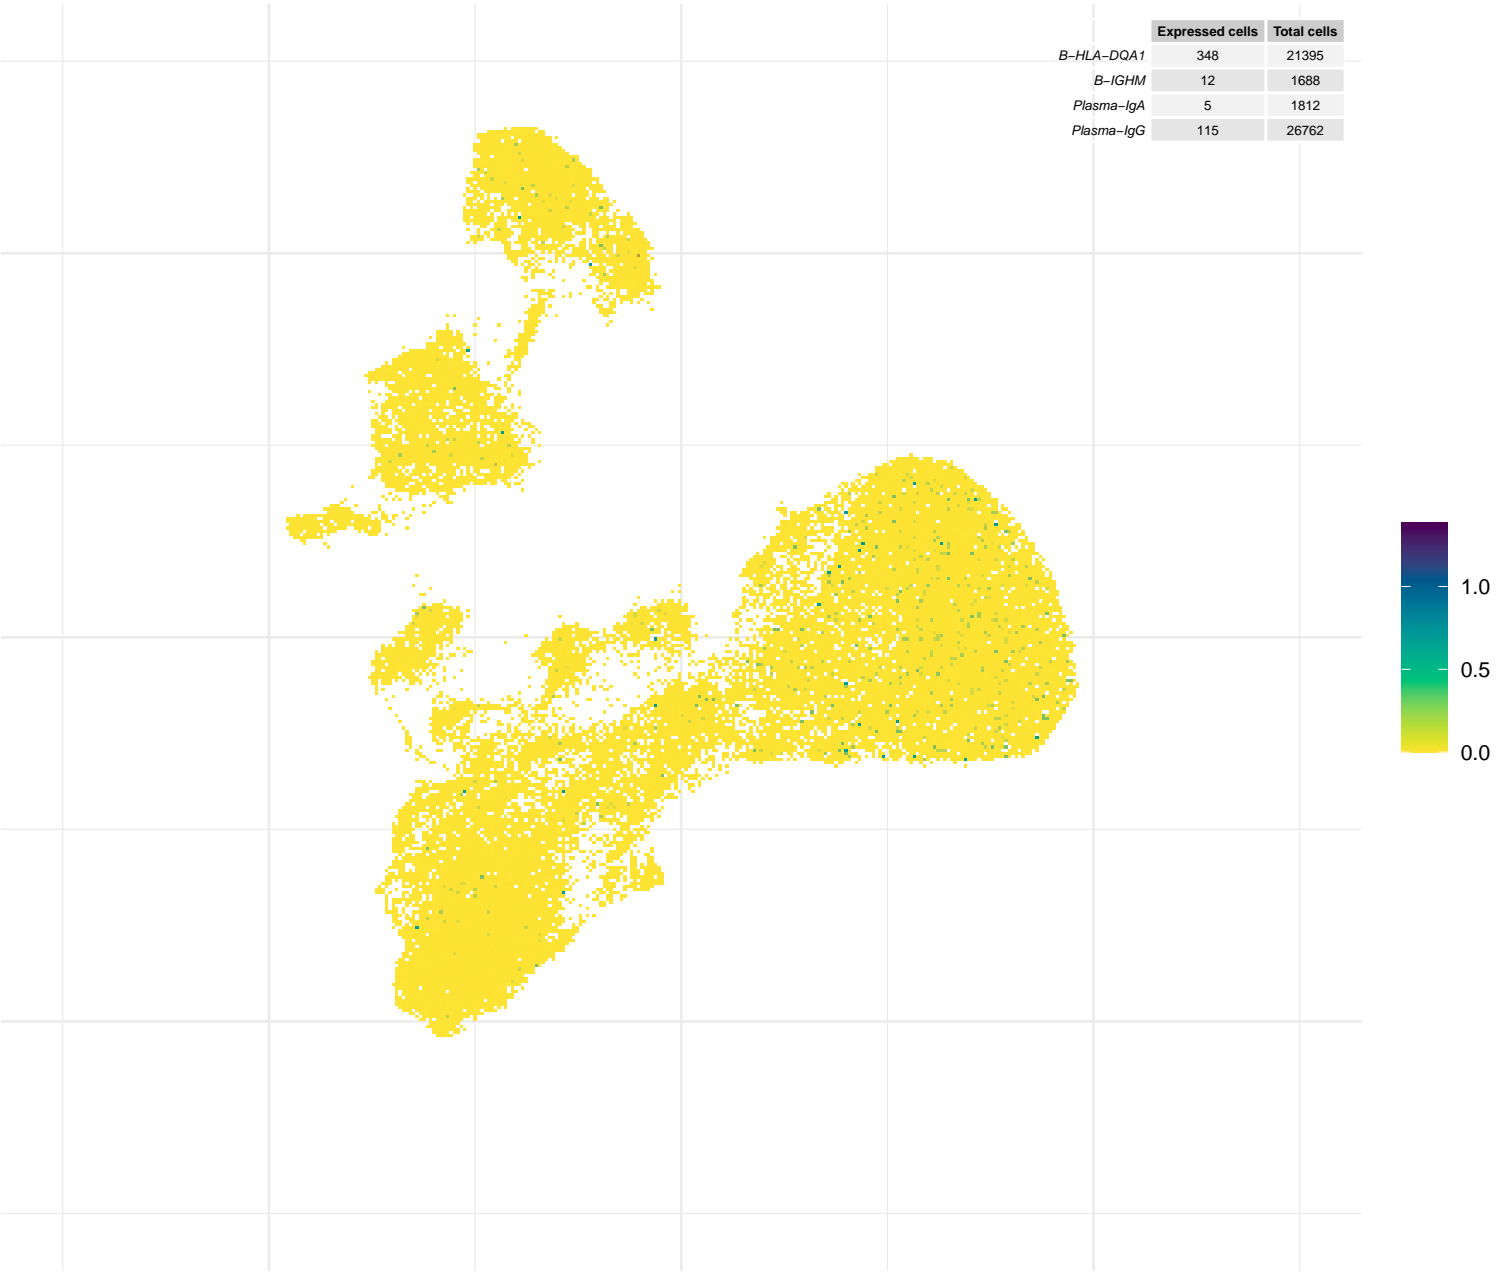 Expressed cells Total cells
B−HLA−DQA1 348 21395
B−IGHM 12 1688
Plasma−IgA 5 1812
Plasma−IgG 115 26762
1.0
0.5
0.0